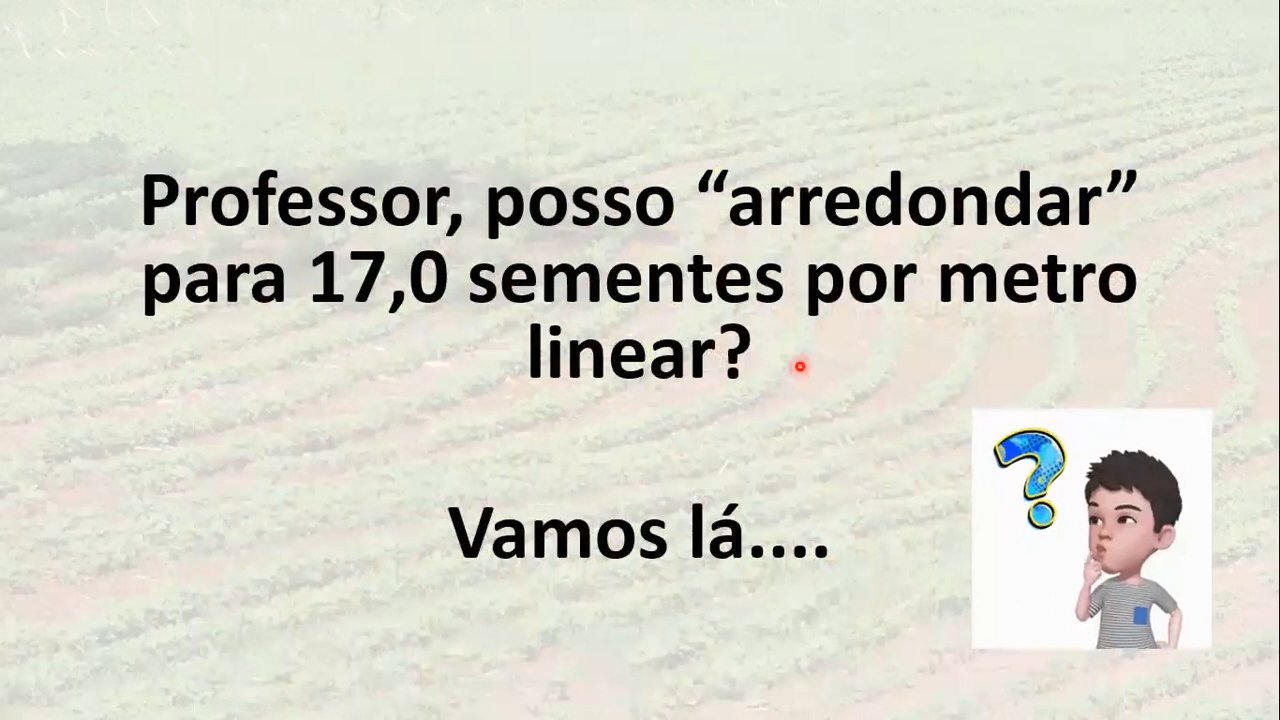 Professor, posso “arredondar”
para 17,0 sementes por metro
linear?
Vamos lá....